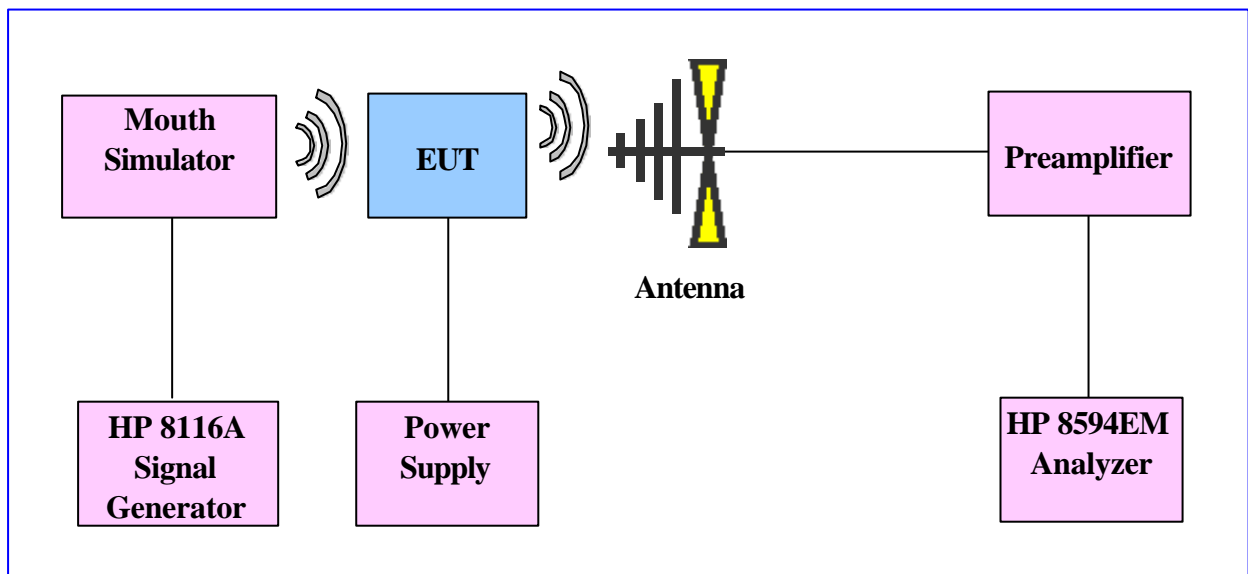 Mouth
Simulator
EUT
Preamplifier
Antenna
HP 8116A
Signal
Generator
Power
Supply
HP 8594EM
Analyzer